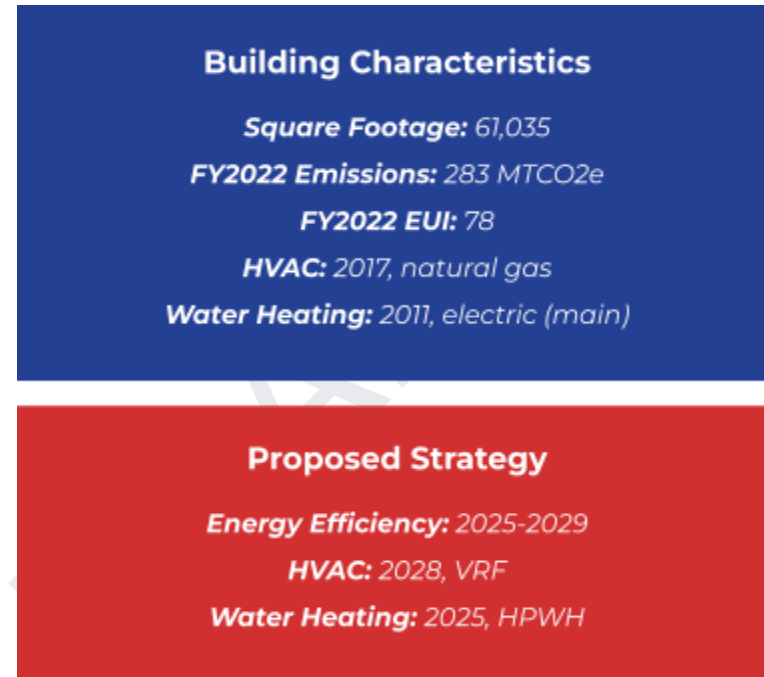 Building Characteristics
Square Footage: 61,035
FY2022 Emissions: 283 MTCO2e
FY2022 EUI: 78
HVAC: 2017, natural gas
Water Heating: 2011, electric (main)
Proposed Strategy
Energy Efficiency: 2025-2029
HVAC: 2028, VRF
Water Heating: 2025, HPWH